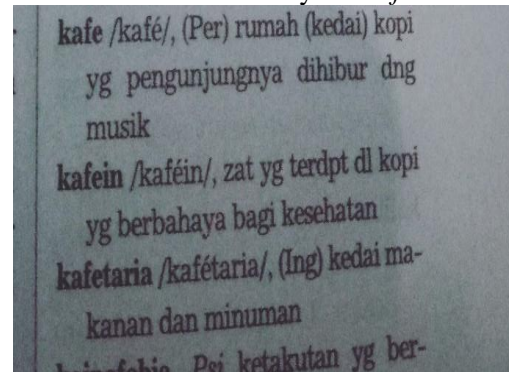 kafe /kafé/, (Per) rumah (kedai) kopi
yg pengunjungnya dihibur dng
musik
kafein /kaféin/, zat yg terdpt dl kopi
yg berbahaya bagi kesehatan
kafetaria /kafétaria/, (Ing) kedai ma-
kanan dan minuman
Psi ketakutan yg ber-